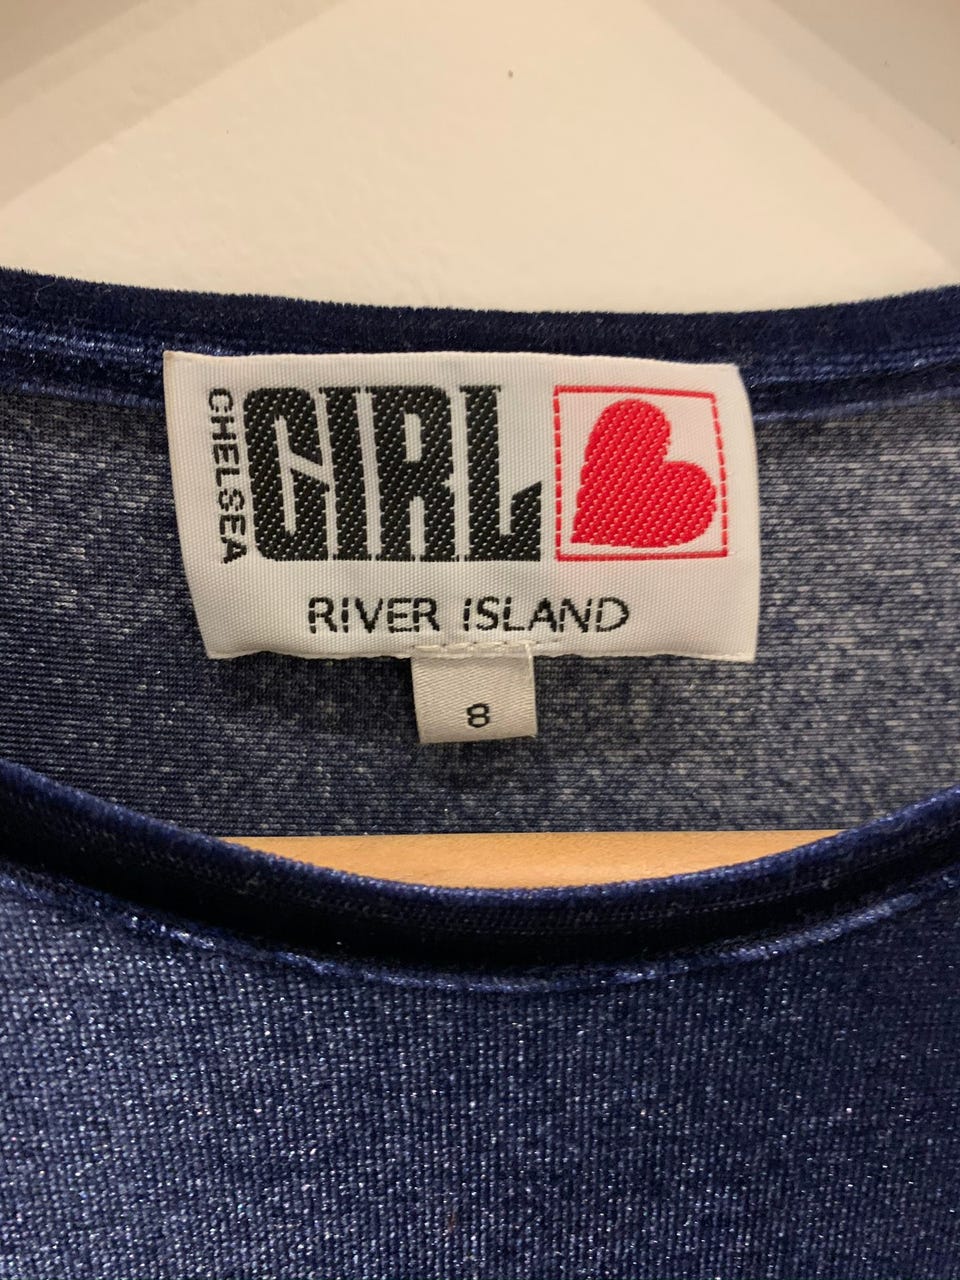 CHELSEA
GIRL
RIVER ISLAND
8